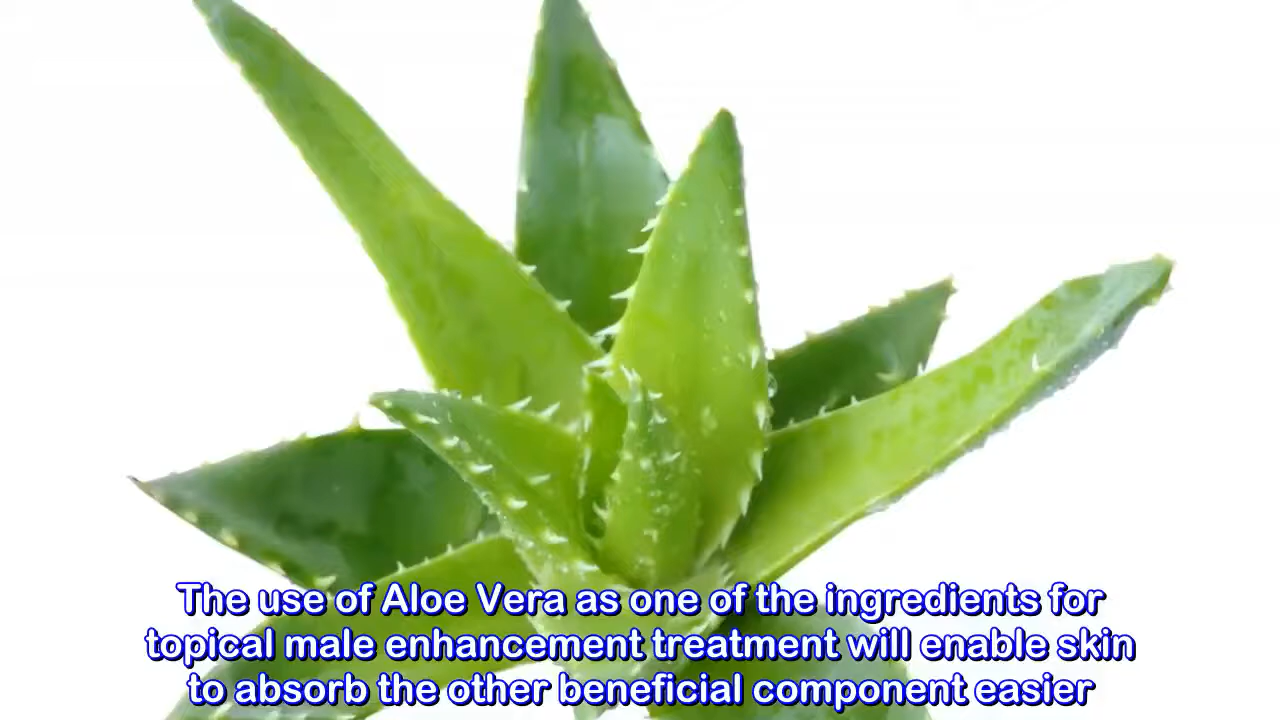 The use of Aloe Vera as one of the ingredients for
topical male enhancement treatment will enable skin
to absorb the other beneficial component easier